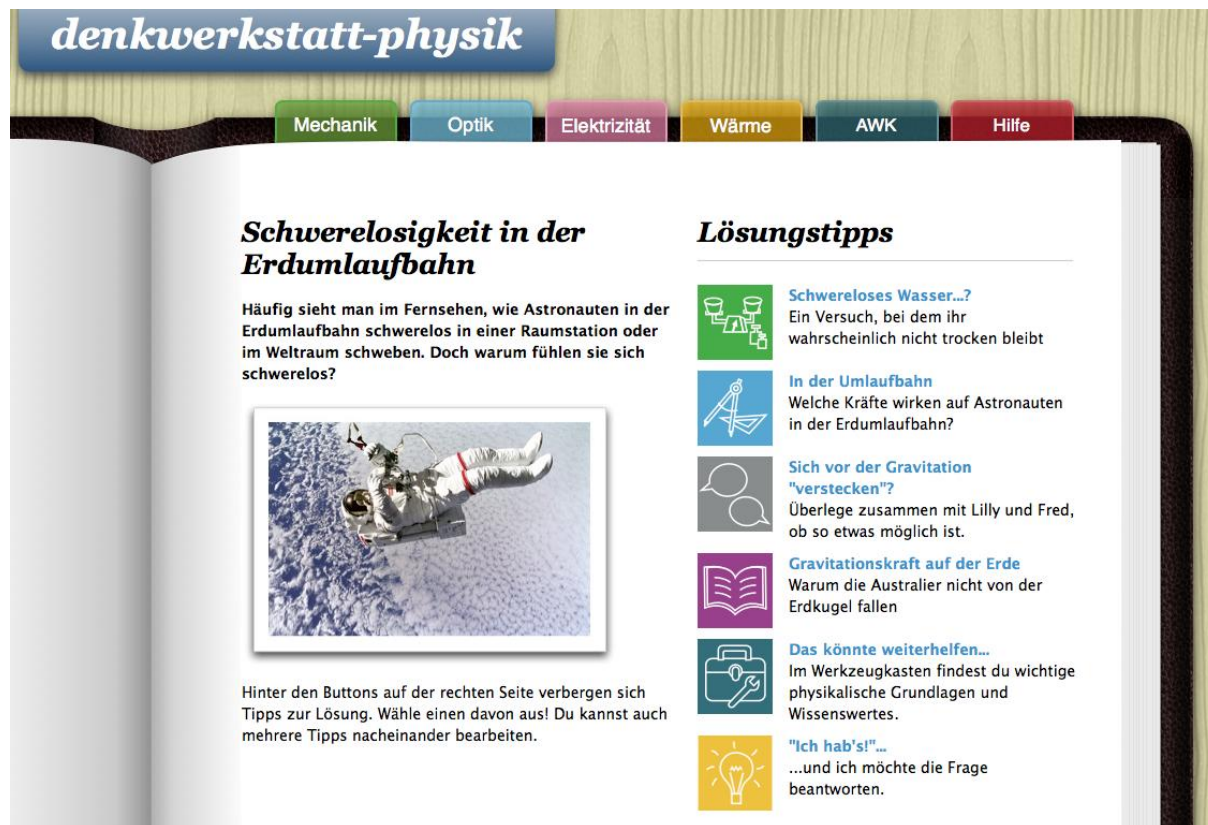 denkwerkstatt-physik
Mechanik
Optik
Elektrizität
Wärme
AWK
Hilfe
Schwerelosigkeit in der
Erdumlaufbahn
Häufig sieht man im Fernsehen, wie Astronauten in der
Erdumlaufbahn schwerelos in einer Raumstation oder
im Weltraum schweben. Doch warum fühlen sie sich
schwerelos?
Hinter den Buttons auf der rechten Seite verbergen sich
Tipps zur Lösung. Wähle einen davon aus! Du kannst auch
mehrere Tipps nacheinander bearbeiten.
Lösungstipps
Schwereloses Wasser...?
Ein Versuch, bei dem ihr
wahrscheinlich nicht trocken bleibt
In der Umlaufbahn
Welche Kräfte wirken auf Astronauten
in der Erdumlaufbahn?
Sich vor der Gravitation
"verstecken"?
Überlege zusammen mit Lilly und Fred,
ob so etwas möglich ist.
Gravitationskraft auf der Erde
Warum die Australier nicht von der
Erdkugel fallen
Das könnte weiterhelfen...
Im Werkzeugkasten findest du wichtige
physikalische Grundlagen und
Wissenswertes.
"Ich hab's!"...
...und ich möchte die Frage
beantworten.